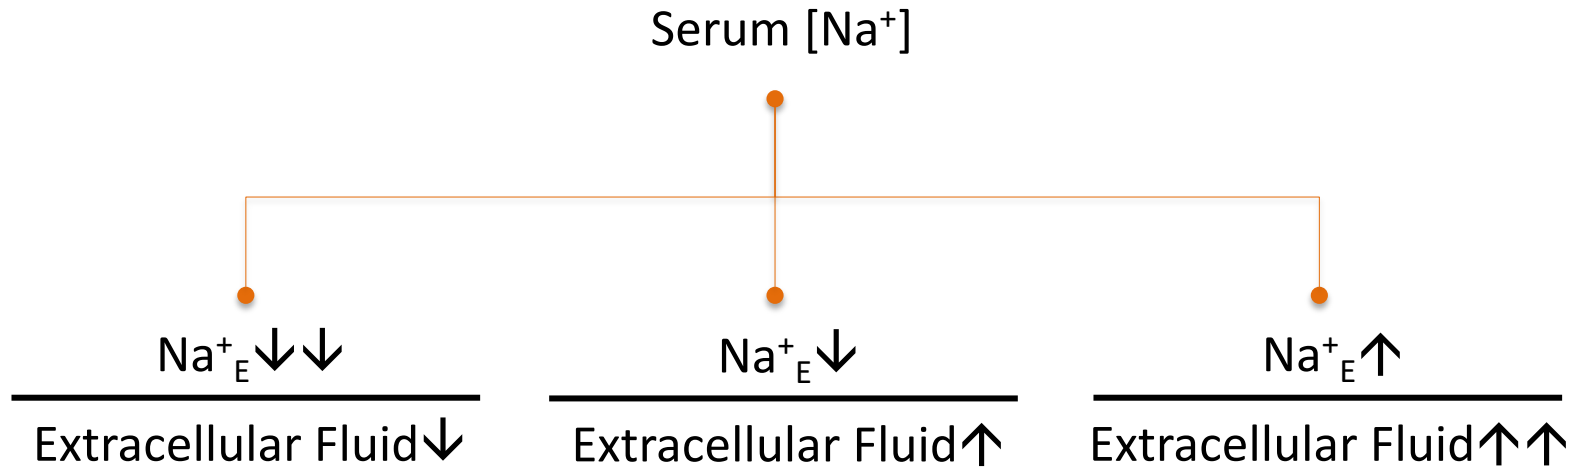 Serum [Na⁺]
Na⁺E↓↓
Extracellular Fluid↓
Na⁺E↓
Extracellular Fluid↑
Na⁺E↑
Extracellular Fluid↑↑